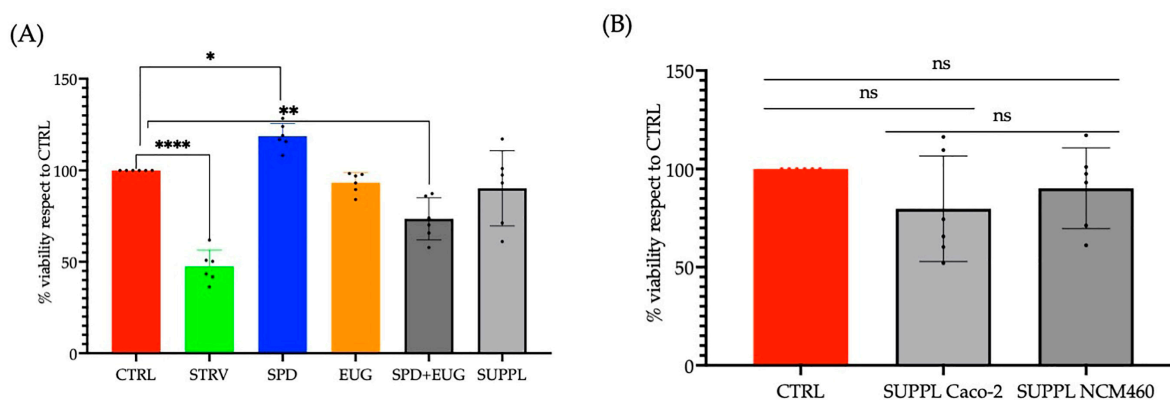 (A)
*
**
****
% viability respect to CTRL
150
100
50
0
CTRL STRV SPD EUG SPD+EUG SUPPL
(B)
ns
ns
ns
% viability respect to CTRL
150
100
50
0
CTRL SUPPL Caco-2 SUPPL NCM460